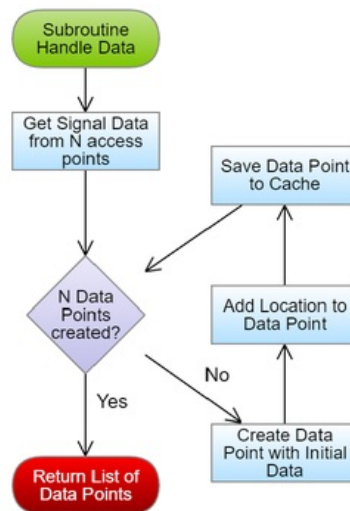 Subroutine
Handle Data
Get Signal Data
from N access
points
Save Data Point
to Cache
N Data
Points
created?
Add Location to
Data Point
No
Yes
Create Data
Point with Initial
Data
Return List of
Data Points